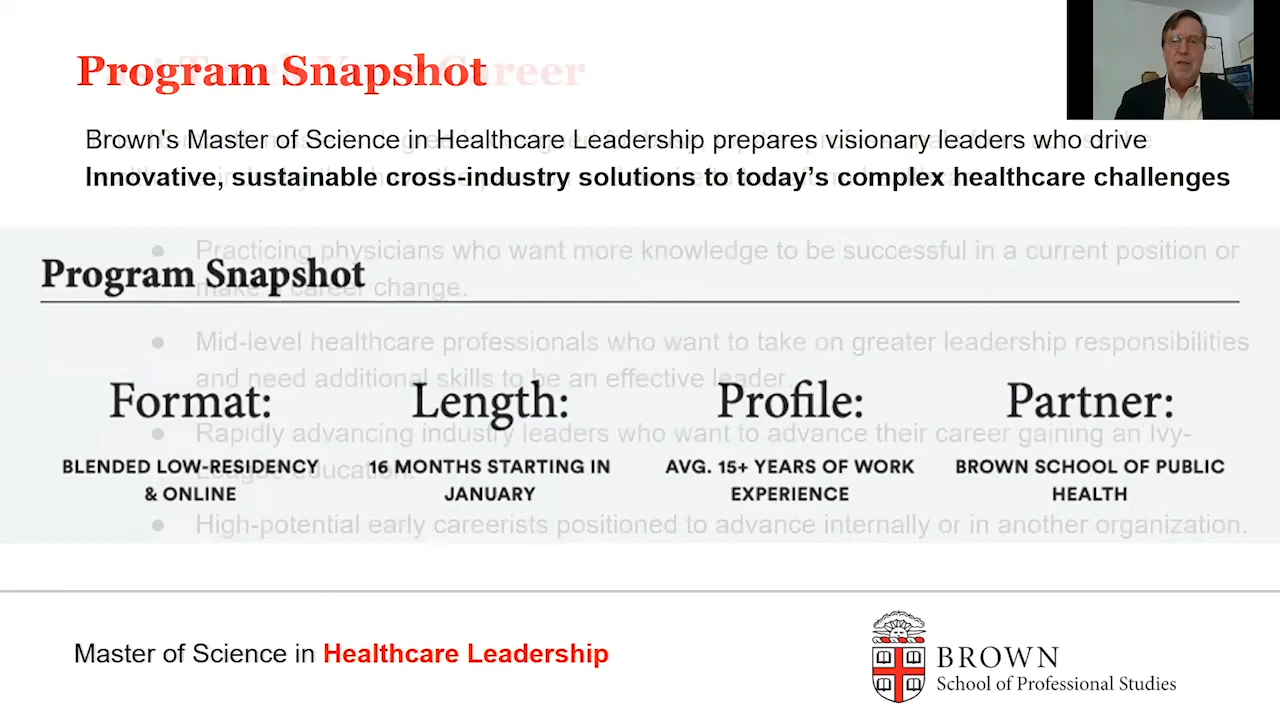 Program Snapshot
Career
Brown's Master of Science in Healthcare Leadership prepares visionary leaders who drive
Innovative, sustainable cross-industry solutions to today's complex healthcare challenges
Practicing physicians who want more knowledge to be successful in a current position or
make a career change.
Program Snapshot
Mid-level healthcare professionals who want to take on greater leadership responsibilities
and need additional skills to be an effective leader.
Format:
Length:
Profile:
Partner:
Rapidly advancing industry leaders who want to advance their career gaining an Ivy-
League education.
BLENDED LOW-RESIDENCY
& ONLINE
16 MONTHS STARTING IN
JANUARY
AVG. 15+ YEARS OF WORK
EXPERIENCE
BROWN SCHOOL OF PUBLIC
HEALTH
High-potential early careerists positioned to advance internally or in another organization.
Master of Science in Healthcare Leadership
BROWN
School of Professional Studies